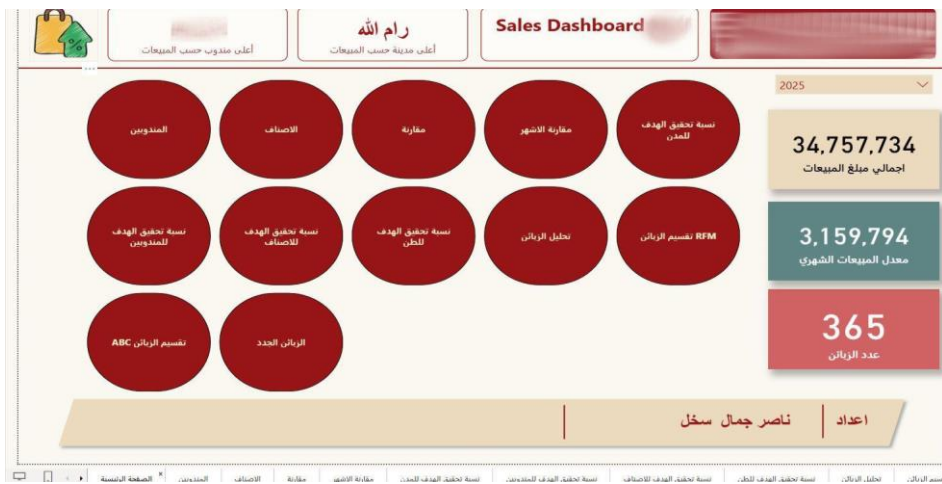 Sales Dashboard
رام الله
أعلى مدينة حسب المبيعات
أعلى مندوب حسب المبيعات
2025
34,757,734
اجمالي مبلغ المبيعات
3,159,794
معدل المبيعات الشهري
365
عدد الزبائن
نسبة تحقيق الهدف
للمدن
مقارنة الاشهر
مقارنة
الاصناف
المندوبين
RFM تقسيم الزبائن
تحليل الزبائن
نسبة تحقيق الهدف
للطن
نسبة تحقيق الهدف
للاصناف
نسبة تحقيق الهدف
للمندوبين
الزبائن الجدد
تقسيم الزبائن ABC
اعداد
ناصر جمال سخل
الصفحة الرئيسية
المندوبين
الاصناف
مقارنة
مقارنة الاشهر
نسبة تحقيق الهدف للمدن
نسبة تحقيق الهدف للمندوبين
نسبة تحقيق الهدف للاصناف
نسبة تحقيق الهدف للطن
تحليل الزبائن
الزبائن